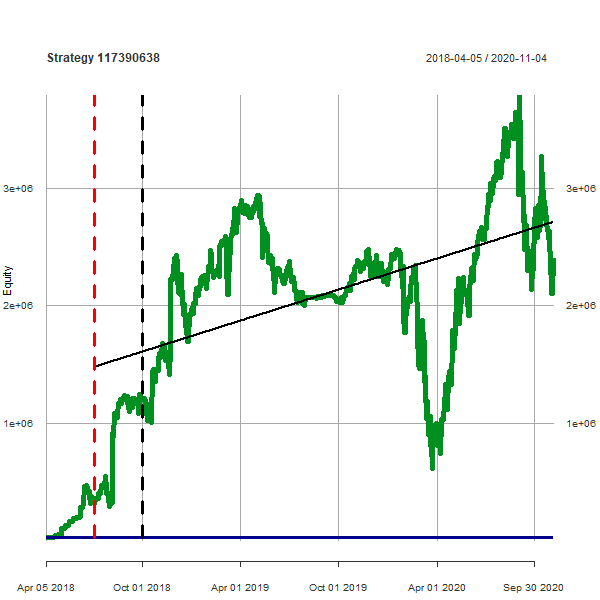 Strategy 117390638
2018-04-05 / 2020-11-04
Equity
3e+06
3e+06
2e+06
2e+06
1e+06
1e+06
Apr 05 2018
Oct 01 2018
Apr 01 2019
Oct 01 2019
Apr 01 2020
Sep 30 2020